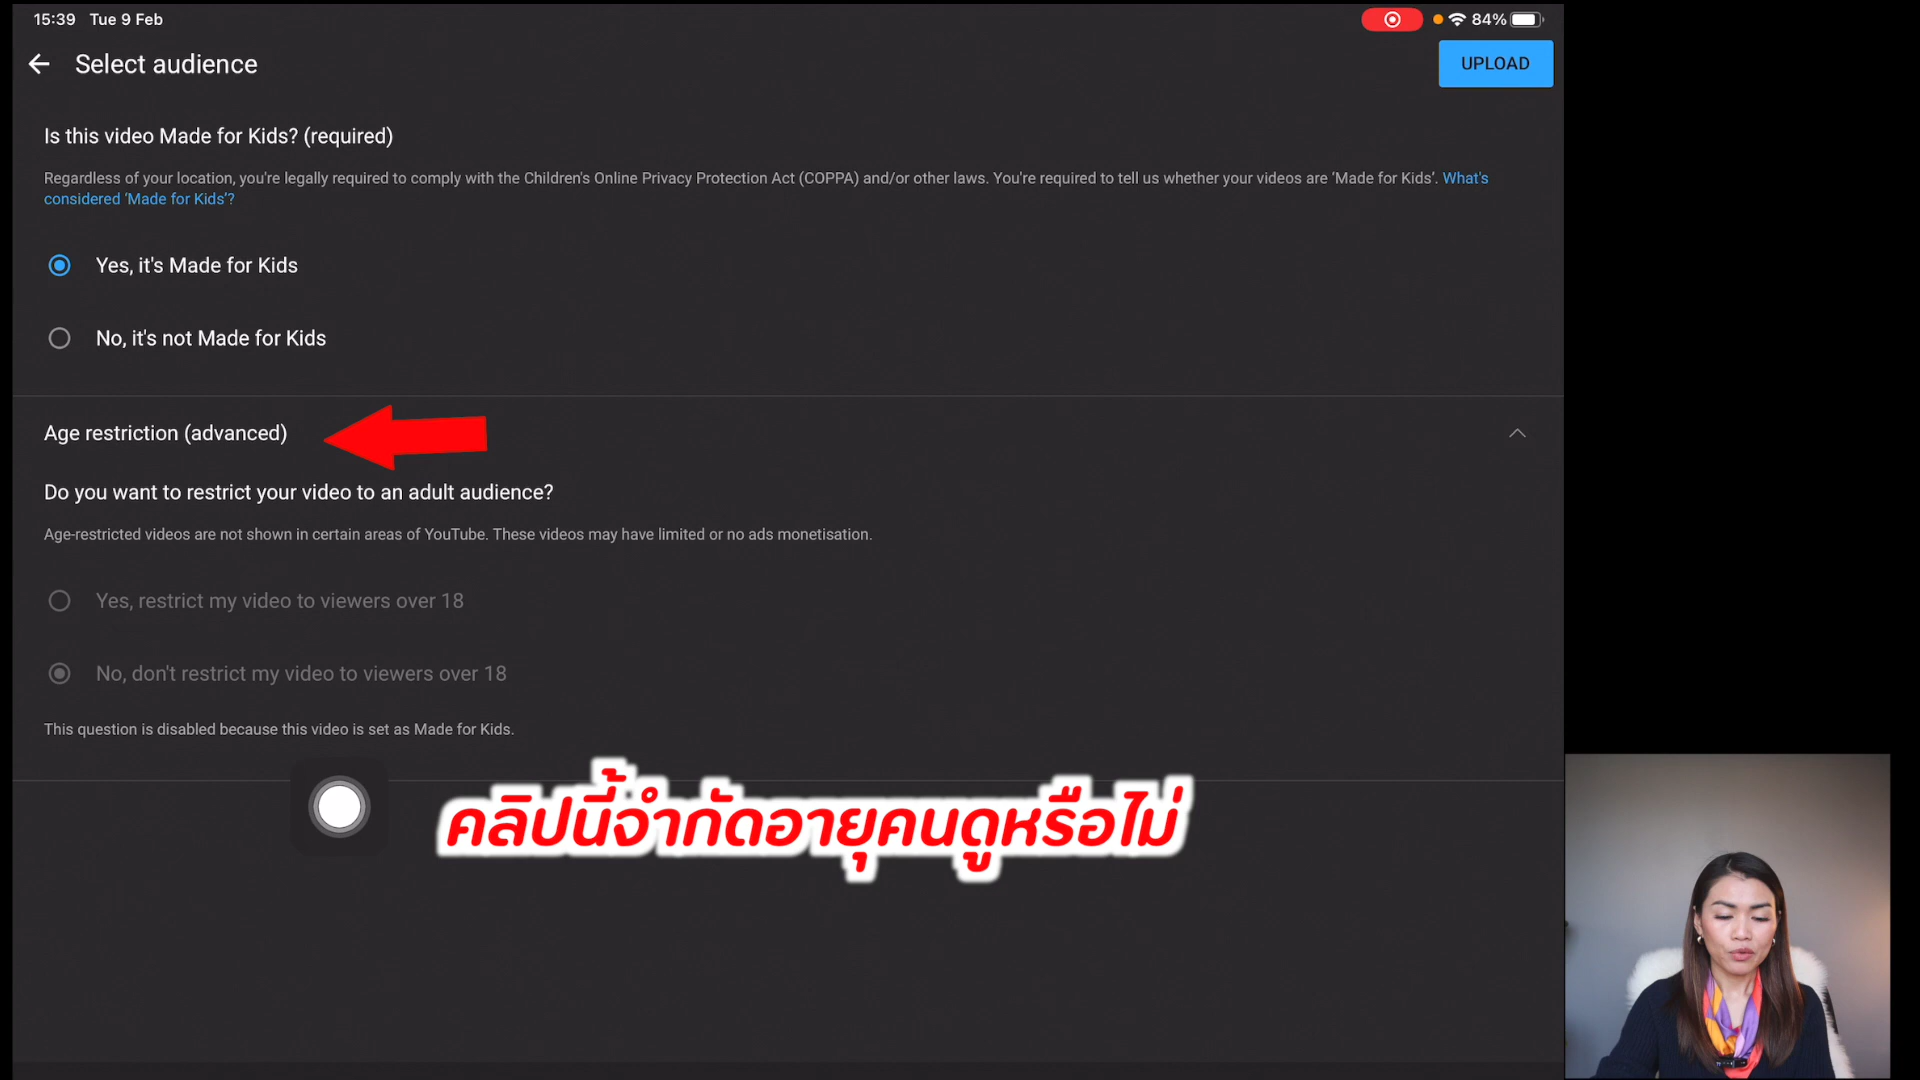 15:39 Tue 9 Feb
84%
Select audience
UPLOAD
Is this video Made for Kids? (required)
Regardless of your location, you're legally required to comply with the Children's Online Privacy Protection Act (COPPA) and/or other laws. You're required to tell us whether your videos are ‘Made for Kids’. What's
considered ‘Made for Kids’?
Yes, it's Made for Kids
No, it's not Made for Kids
Age restriction (advanced)
Do you want to restrict your video to an adult audience?
Age-restricted videos are not shown in certain areas of YouTube. These videos may have limited or no ads monetisation.
Yes, restrict my video to viewers over 18
No, don't restrict my video to viewers over 18
This question is disabled because this video is set as Made for Kids.
คลิปนี้จำกัดอายุคนดูหรือไม่